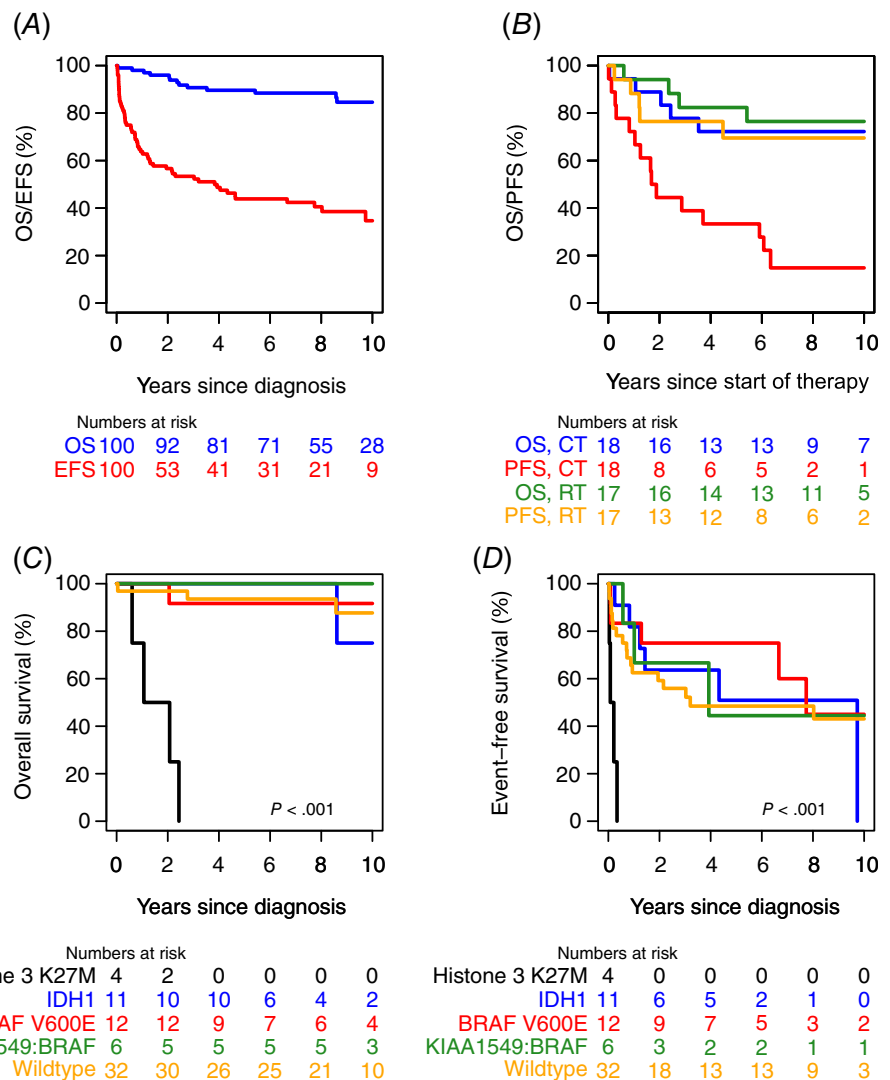 (A)
OS/EFS (%)
100
80
60
40
20
0
0 2 4 6 8 10
Years since diagnosis
Numbers at risk
OS 100 92 81 71 55 28
EFS 100 53 41 31 21 9
(B)
OS/PFS (%)
100
80
60
40
20
0
0 2 4 6 8 10
Years since start of therapy
Numbers at risk
OS, CT 18 16 13 13 9 7
PFS, CT 18 8 6 5 2 1
OS, RT 17 16 14 13 11 5
PFS, RT 17 13 12 8 6 2
(C)
Overall survival (%)
100
80
60
40
20
0
P < .001
0 2 4 6 8 10
Years since diagnosis
Numbers at risk
ne 3 K27M 4 2 0 0 0 0
IDH1 11 10 10 6 4 2
AF V600E 12 12 9 7 6 4
549:BRAF 6 5 5 5 5 3
Wildtype 32 30 26 25 21 10
(D)
Event-free survival (%)
100
80
60
40
20
0
P < .001
0 2 4 6 8 10
Years since diagnosis
Numbers at risk
Histone 3 K27M 4 0 0 0 0 0
IDH1 11 6 5 2 1 0
BRAF V600E 12 9 7 5 3 2
KIAA1549:BRAF 6 3 2 2 1 1
Wildtype 32 18 13 13 9 3